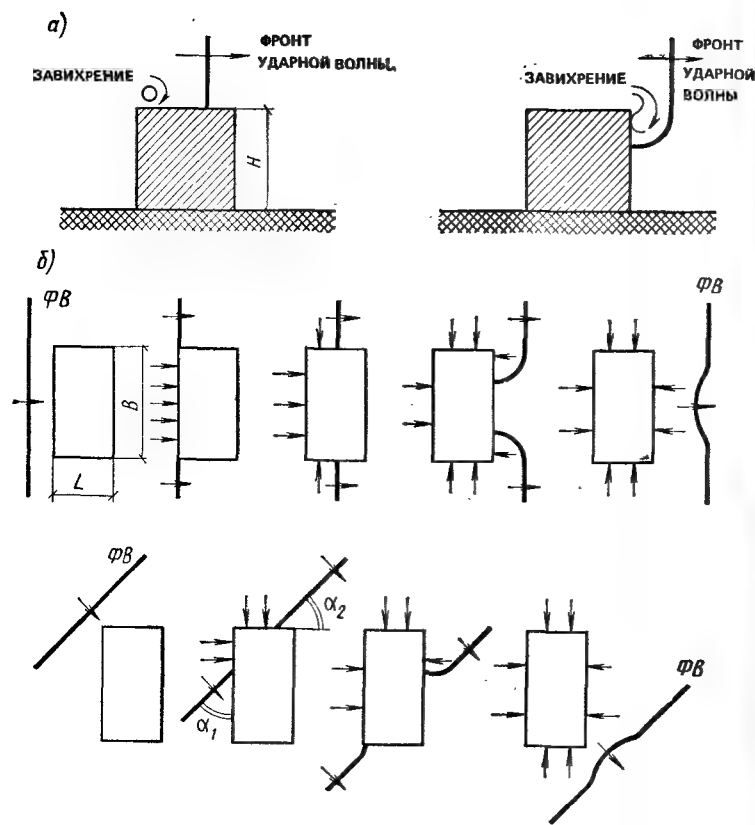 а)
ФРОНТ
УДАРНОЙ ВОЛНЫ.
ЗАВИХРЕНИЕ
H
ФРОНТ
УДАРНОЙ
ВОЛНЫ
ЗАВИХРЕНИЕ
б)
ФВ
B
L
ФВ
ФВ
α₂
α₁
ФВ